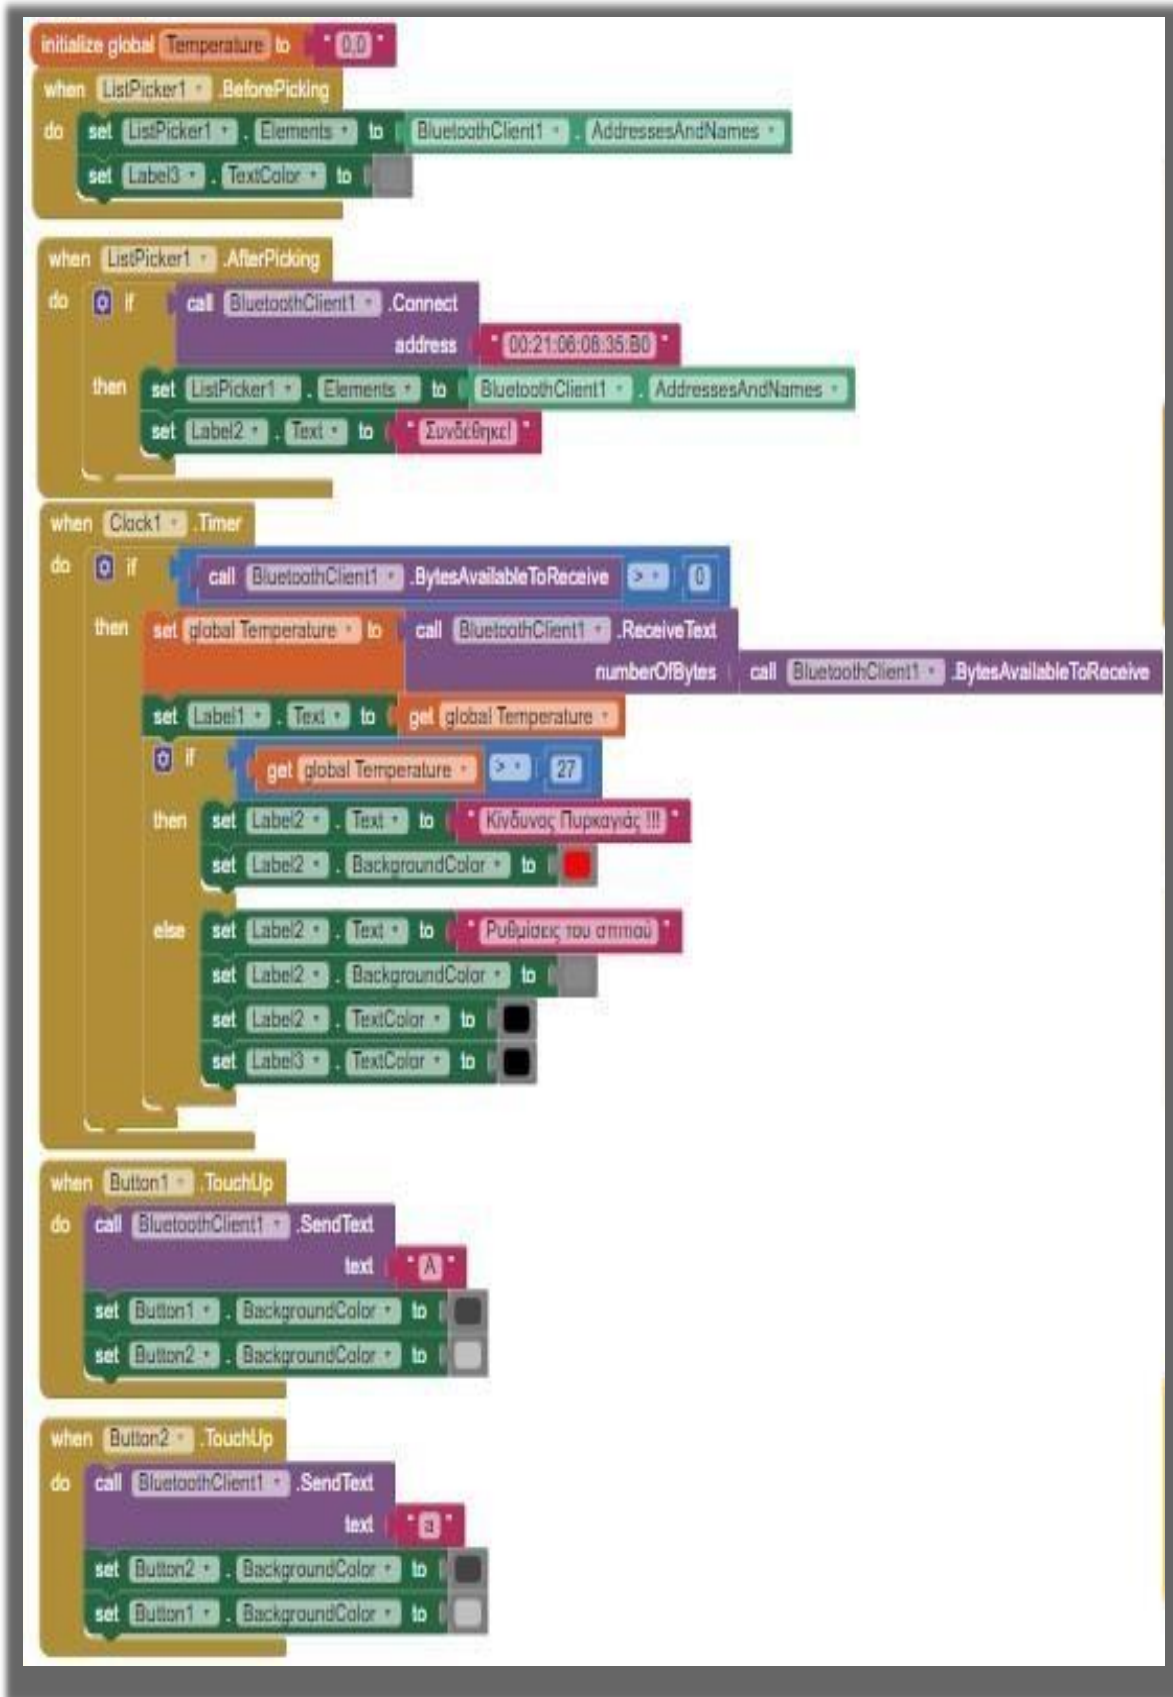 initialize global Temperature to " 0,0 "
when ListPicker1 .BeforePicking
do set ListPicker1 . Elements to BluetoothClient1 . AddressesAndNames
set Label3 . TextColor to
when ListPicker1 .AfterPicking
do if call BluetoothClient1 .Connect
address " 00:21:06:08:35:B0 "
then set ListPicker1 . Elements to BluetoothClient1 . AddressesAndNames
set Label2 . Text to " Συνδέθηκε! "
when Clock1 .Timer
do if call BluetoothClient1 .BytesAvailableToReceive > 0
then set global Temperature to call BluetoothClient1 .ReceiveText
numberOfBytes call BluetoothClient1 .BytesAvailableToReceive
set Label1 . Text to get global Temperature
if get global Temperature > 27
then set Label2 . Text to " Κίνδυνος Πυρκαγιάς !!! "
set Label2 . BackgroundColor to
else set Label2 . Text to " Ρυθμίσεις του σπιτιού "
set Label2 . BackgroundColor to
set Label2 . TextColor to
set Label3 . TextColor to
when Button1 .TouchUp
do call BluetoothClient1 .SendText
text " A "
set Button1 . BackgroundColor to
set Button2 . BackgroundColor to
when Button2 .TouchUp
do call BluetoothClient1 .SendText
text " a "
set Button2 . BackgroundColor to
set Button1 . BackgroundColor to